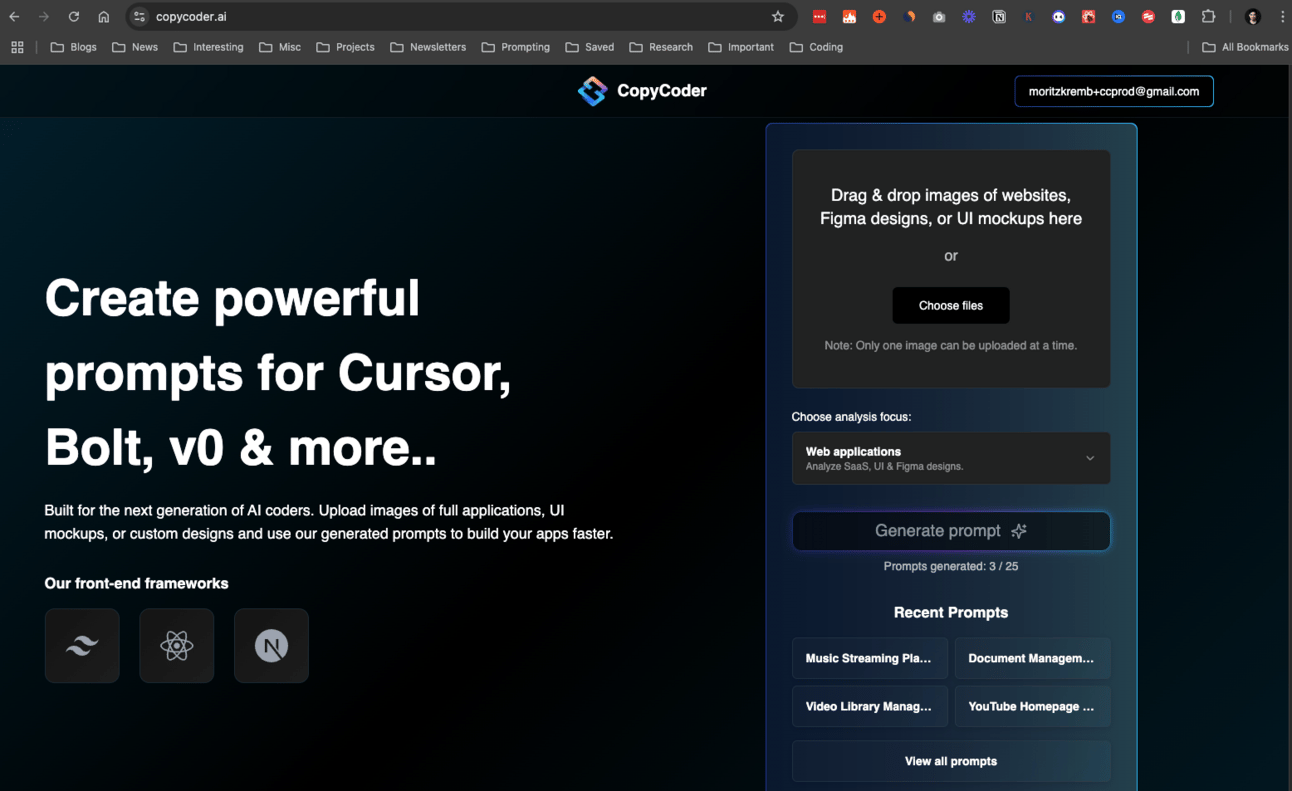 copycoder.ai
Blogs
News
Interesting
Misc
Projects
Newsletters
Prompting
Saved
Research
Important
Coding
All Bookmarks
CopyCoder
moritzkremb+ccprod@gmail.com
Create powerful
prompts for Cursor,
Bolt, v0 & more..
Built for the next generation of AI coders. Upload images of full applications, UI
mockups, or custom designs and use our generated prompts to build your apps faster.
Our front-end frameworks
N
Drag & drop images of websites,
Figma designs, or UI mockups here
or
Choose files
Note: Only one image can be uploaded at a time.
Choose analysis focus:
Web applications
Analyze SaaS, UI & Figma designs.
Generate prompt
Prompts generated: 3 / 25
Recent Prompts
Music Streaming Pla...
Document Managem...
Video Library Manag...
YouTube Homepage ...
View all prompts